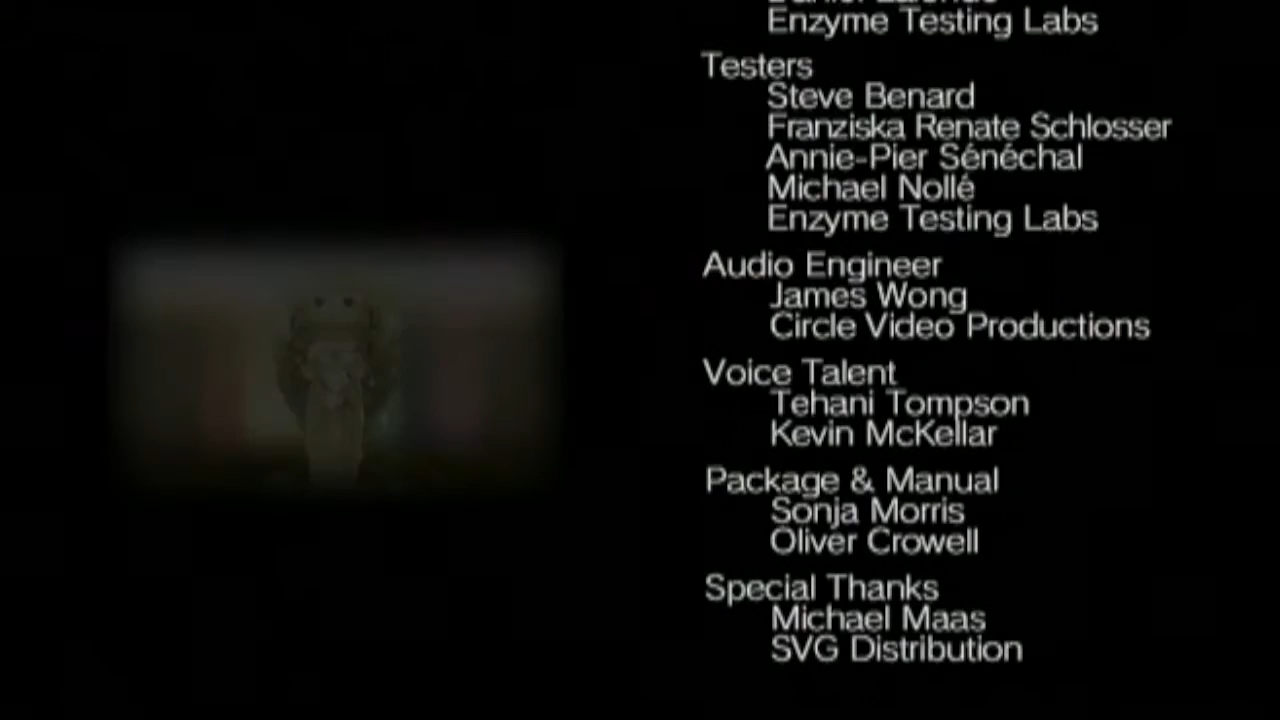 Enzyme Testing Labs
Testers
Steve Benard
Franziska Renate Schlosser
Annie-Pier Sénéchal
Michael Nollé
Enzyme Testing Labs
Audio Engineer
James Wong
Circle Video Productions
Voice Talent
Tehani Tompson
Kevin McKellar
Package & Manual
Sonja Morris
Oliver Crowell
Special Thanks
Michael Maas
SVG Distribution